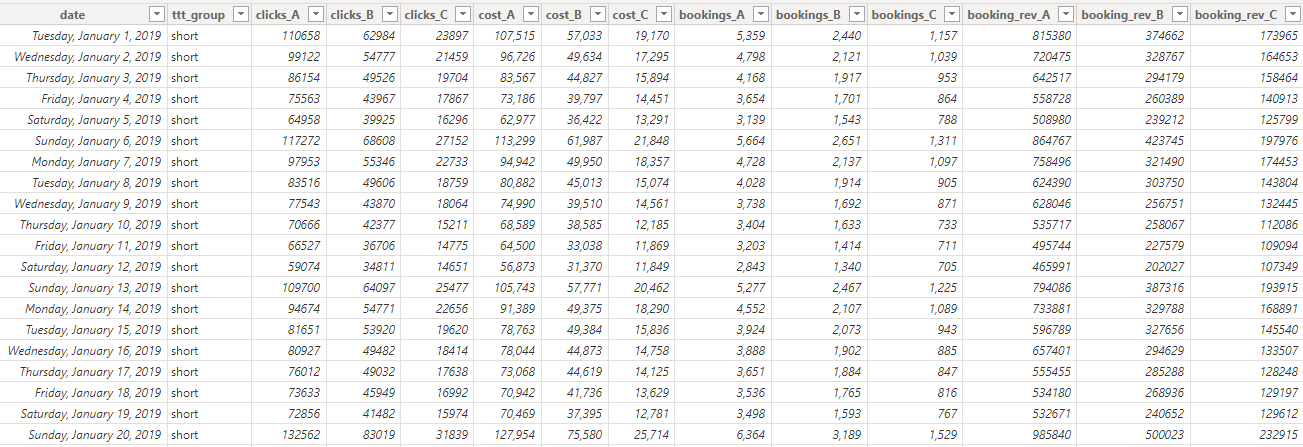 date ttt_group clicks_A clicks_B clicks_C cost_A cost_B cost_C bookings_A bookings_B bookings_C booking_rev_A booking_rev_B booking_rev_C
Tuesday, January 1, 2019 short 110658 62984 23897 107,515 57,033 19,170 5,359 2,440 1,157 815380 374662 173965
Wednesday, January 2, 2019 short 99122 54777 21459 96,726 49,634 17,295 4,798 2,121 1,039 720475 328767 164653
Thursday, January 3, 2019 short 86154 49526 19704 83,567 44,827 15,894 4,168 1,917 953 642517 294179 158464
Friday, January 4, 2019 short 75563 43967 17867 73,186 39,797 14,451 3,654 1,701 864 558728 260389 140913
Saturday, January 5, 2019 short 64958 39925 16296 62,977 36,422 13,291 3,139 1,543 788 508980 239212 125799
Sunday, January 6, 2019 short 117272 68608 27152 113,299 61,987 21,848 5,664 2,651 1,311 864767 423745 197976
Monday, January 7, 2019 short 97953 55346 22733 94,942 49,950 18,357 4,728 2,137 1,097 758496 321490 174453
Tuesday, January 8, 2019 short 83516 49606 18759 80,882 45,013 15,074 4,028 1,914 905 624390 303750 143804
Wednesday, January 9, 2019 short 77543 43870 18064 74,990 39,510 14,561 3,738 1,692 871 628046 256751 132445
Thursday, January 10, 2019 short 70666 42377 15211 68,589 38,585 12,185 3,404 1,633 733 535717 258067 112086
Friday, January 11, 2019 short 66527 36706 14775 64,500 33,038 11,869 3,203 1,414 711 495744 227579 109094
Saturday, January 12, 2019 short 59074 34811 14651 56,873 31,370 11,849 2,843 1,340 705 465991 202027 107349
Sunday, January 13, 2019 short 109700 64097 25477 105,743 57,771 20,462 5,277 2,467 1,225 794086 387316 193915
Monday, January 14, 2019 short 94674 54771 22656 91,389 49,375 18,290 4,552 2,107 1,089 733881 329788 168891
Tuesday, January 15, 2019 short 81651 53920 19620 78,763 49,384 15,836 3,924 2,073 943 596789 327656 145540
Wednesday, January 16, 2019 short 80927 49482 18414 78,044 44,873 14,758 3,888 1,902 885 657401 294629 133507
Thursday, January 17, 2019 short 76012 49032 17638 73,068 44,619 14,125 3,651 1,884 847 555455 285288 128248
Friday, January 18, 2019 short 73633 45949 16992 70,942 41,736 13,629 3,536 1,765 816 534180 268936 129197
Saturday, January 19, 2019 short 72856 41482 15974 70,469 37,395 12,781 3,498 1,593 767 532671 240652 129612
Sunday, January 20, 2019 short 132562 83019 31839 127,954 75,580 25,714 6,364 3,189 1,529 985840 500023 232915